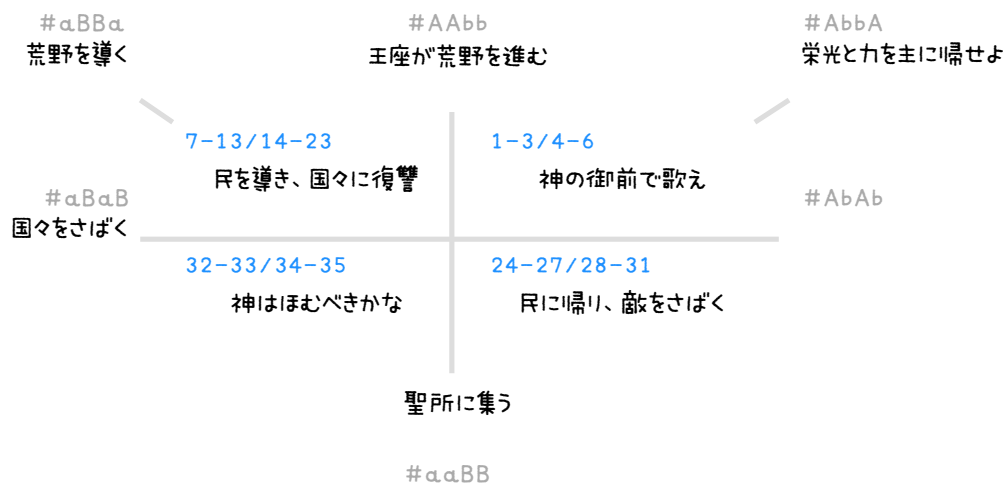 #aBBa
荒野を導く
#AAbb
王座が荒野を進む
#AbbA
栄光と力を主に帰せよ
7-13/14-23
民を導き、国々に復讐
1-3/4-6
神の御前で歌え
#aBaB
国々をさばく
#AbAb
32-33/34-35
神はほむべきかな
24-27/28-31
民に帰り、敵をさばく
聖所に集う
#aaBB